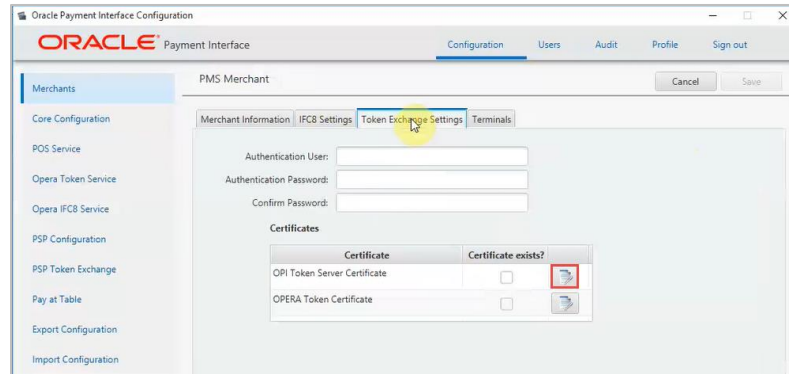 Oracle Payment Interface Configuration
ORACLE® Payment Interface
Configuration Users Audit Profile Sign out
Merchants
Core Configuration
POS Service
Opera Token Service
Opera IFC8 Service
PSP Configuration
PSP Token Exchange
Pay at Table
Export Configuration
Import Configuration
PMS Merchant
Cancel Save
Merchant Information IFC8 Settings Token Exchange Settings Terminals
Authentication User:
Authentication Password:
Confirm Password:
Certificates
Certificate Certificate exists?
OPI Token Server Certificate
OPERA Token Certificate